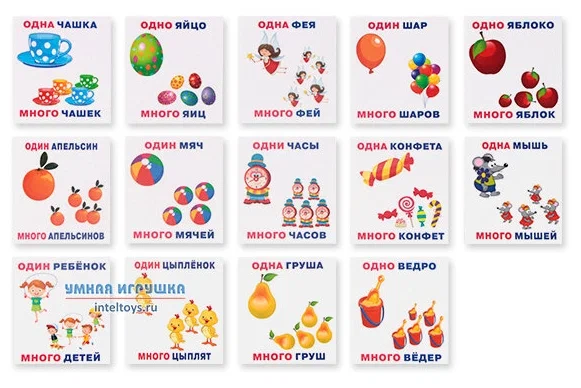 ОДНА ЧАШКА
МНОГО ЧАШЕК
ОДНО ЯЙЦО
МНОГО ЯИЦ
ОДНА ФЕЯ
МНОГО ФЕЙ
ОДИН ШАР
МНОГО ШАРОВ
ОДНО ЯБЛОКО
МНОГО ЯБЛОК
ОДИН АПЕЛЬСИН
МНОГО АПЕЛЬСИНОВ
ОДИН МЯЧ
МНОГО МЯЧЕЙ
ОДНИ ЧАСЫ
МНОГО ЧАСОВ
ОДНА КОНФЕТА
МНОГО КОНФЕТ
ОДНА МЫШЬ
МНОГО МЫШЕЙ
ОДИН РЕБЁНОК
МНОГО ДЕТЕЙ
ОДИН ЦЫПЛЁНОК
МНОГО ЦЫПЛЯТ
ОДНА ГРУША
МНОГО ГРУШ
ОДНО ВЕДРО
МНОГО ВЁДЕР
УМНАЯ ИГРУШКА
inteltoys.ru